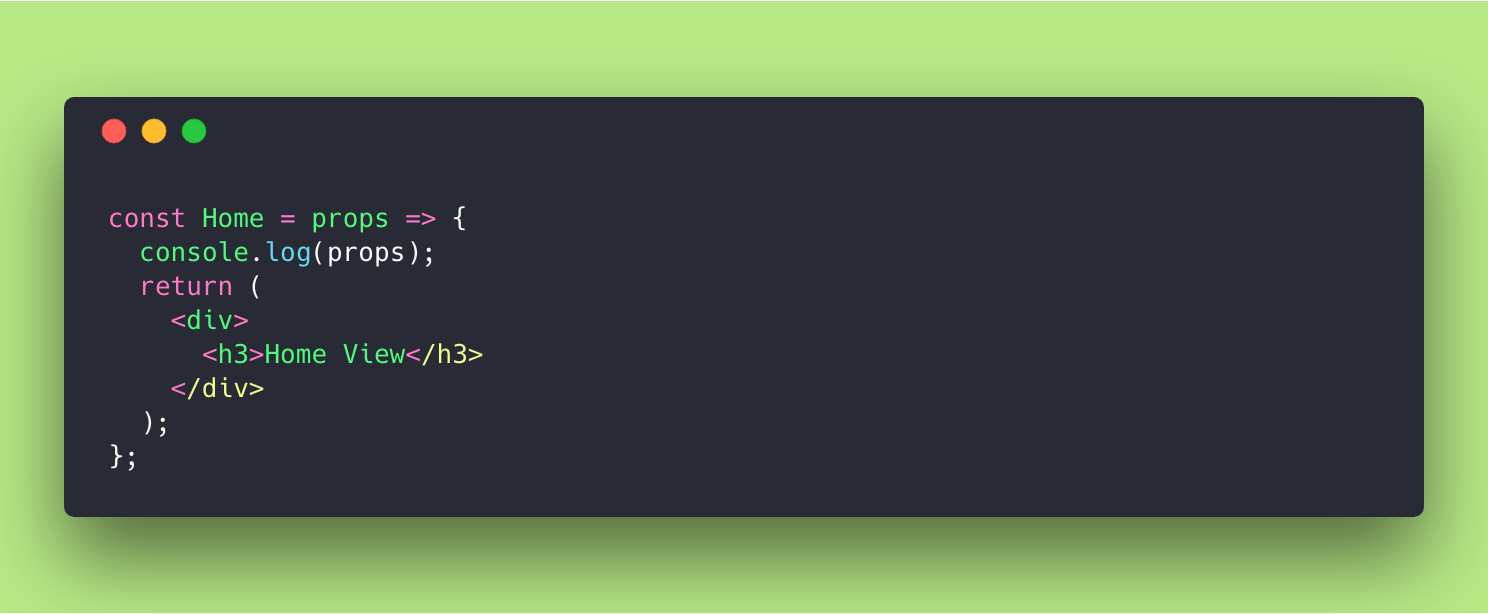 const Home = props => {
  console.log(props);
  return (
    <div>
      <h3>Home View</h3>
    </div>
  );
};